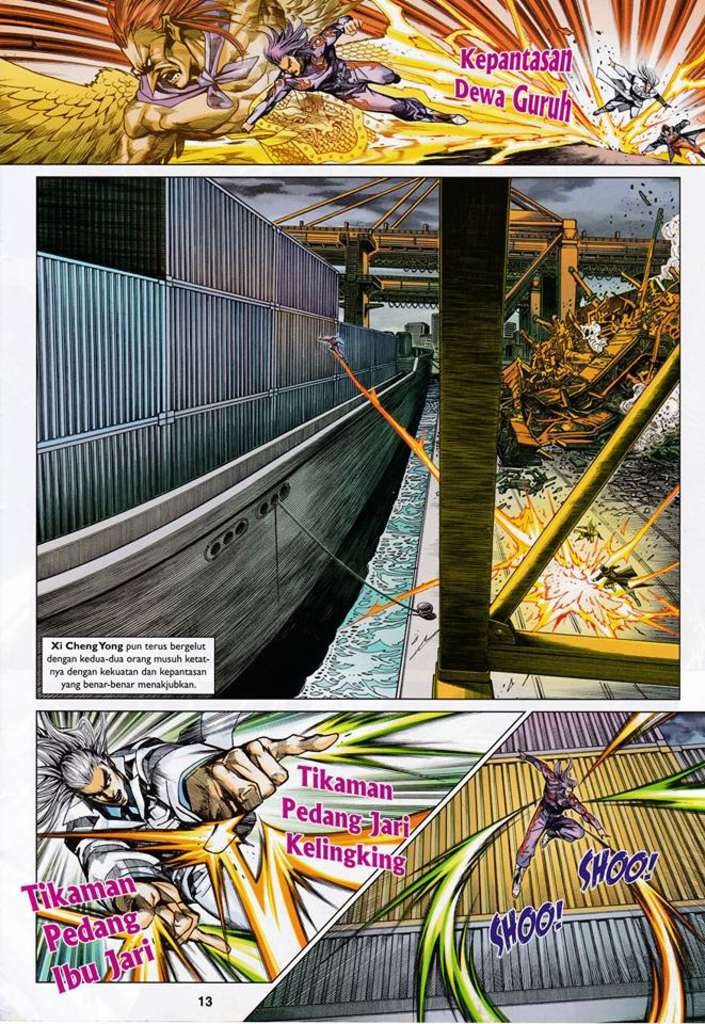 Kepantasan
Dewa Guruh
Xi Cheng Yong pun terus bergelut
dengan kedua-dua orang musuh ketat-
nya dengan kekuatan dan kepantasan
yang benar-benar menakjubkan.
Tikaman
Pedang Jari
Kelingking
Tikaman
Pedang
Ibu Jari
SHOO!
SHOO!
13